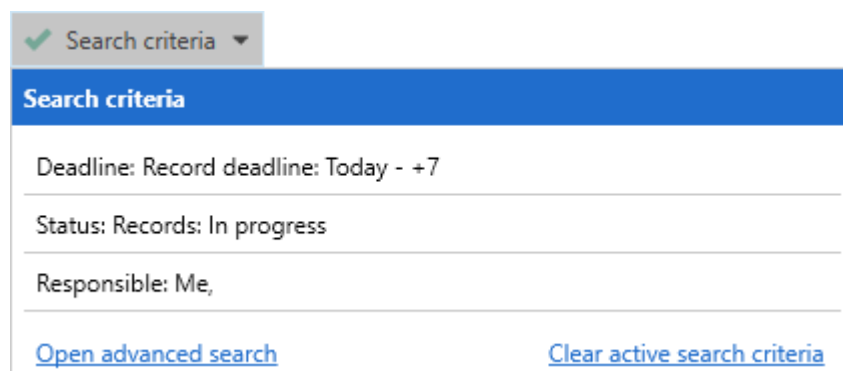 Search criteria
Search criteria
Deadline: Record deadline: Today - +7
Status: Records: In progress
Responsible: Me,
Open advanced search Clear active search criteria